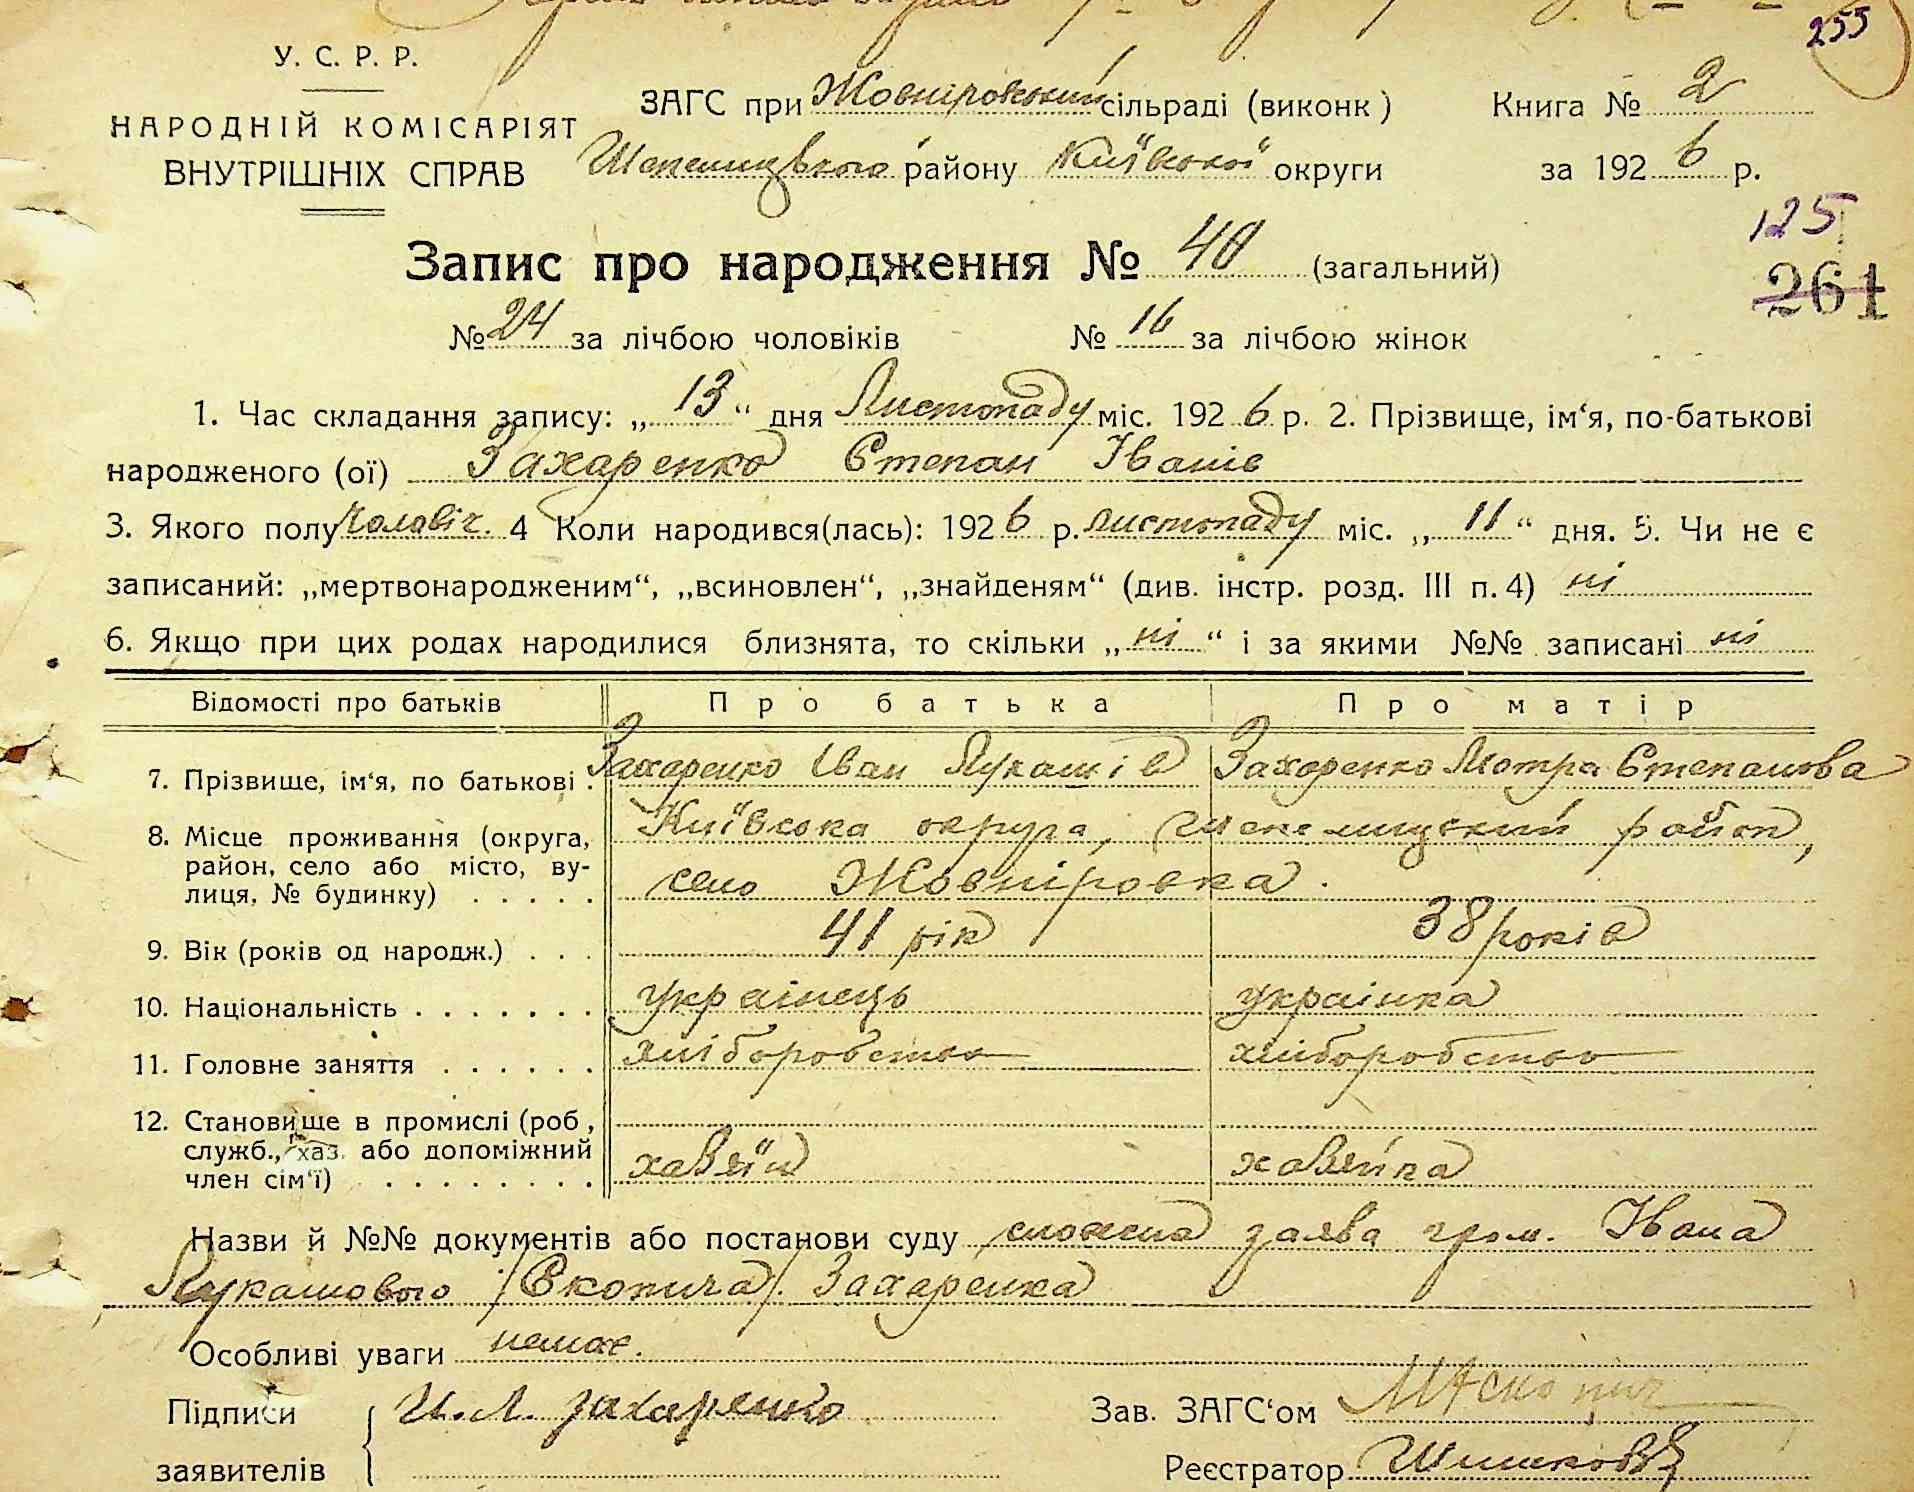 255
У. С. Р. Р.
НАРОДНІЙ КОМІСАРІЯТ
ВНУТРІШНІХ СПРАВ
ЗАГС при Жовніровській сільраді (виконк )
Книга № 2
Шепелицького району Київської округи
за 1926 р.
125
261
Запис про народження № 40 (загальний)
№ 24 за лічбою чоловіків № 16 за лічбою жінок
1. Час складання запису: „ 13 “ дня Листопаду міс. 1926 р. 2. Прізвище, ім‘я, по-батькові
народженого (ої) Захаренко Степан Іванів
3. Якого полу чоловіч. 4 Коли народився(лась): 1926 р. листопаду міс. „ 11 “ дня. 5. Чи не є
записаний: „мертвонародженим“, „всиновлен“, „знайденям“ (див. інстр. розд. III п. 4) ні
6. Якщо при цих родах народилися близнята, то скільки „ ні “ і за якими №№ записані ні
Відомості про батьків Про батька Про матір
7. Прізвище, ім‘я, по батькові . Захаренко Іван Лукашів Захаренко Мотра Степанова
8. Місце проживання (округа, Київська округа, Шепелицький район,
район, село або місто, ву-
лиця, № будинку) . . . . . село Жовніровка.
9. Вік (років од народж.) . . . 41 рік 38 років
10. Національність . . . . . . . українець українка
11. Головне заняття . . . . . . хліборобство хліборобство
12. Становище в промислі (роб ,
служб., хаз. або допоміжний
член сім‘ї) . . . . . . . . хазяїн хазяйка
Назви й №№ документів або постанови суду заява гром. Івана
Лукашового /Скопича/. Захаренка
Особливі уваги немає.
Підписи И. Л. Захаренко Зав. ЗАГС‘ом
заявителів Реєстратор